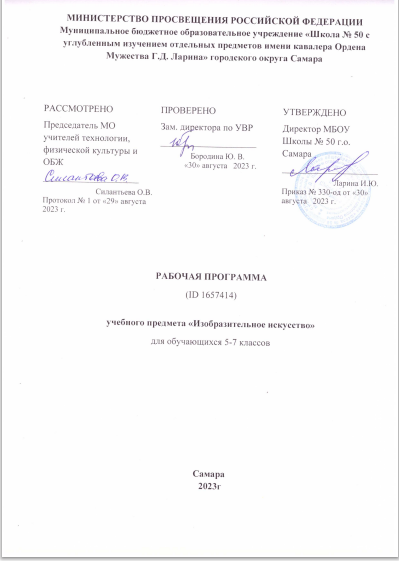 МИНИСТЕРСТВО ПРОСВЕЩЕНИЯ РОССИЙСКОЙ ФЕДЕРАЦИИ
Муниципальное бюджетное образовательное учреждение «Школа № 50 с
углубленным изучением отдельных предметов имени кавалера Ордена
Мужества Г.Д. Ларина» городского округа Самара
РАССМОТРЕНО
Председатель МО
учителей технологии,
физической культуры и
ОБЖ
Силантьева О.В.
Силантьева О.В.
Протокол № 1 от «29» августа
2023 г.
ПРОВЕРЕНО
Зам. директора по УВР
Бородина Ю. В.
«30» августа 2023 г.
УТВЕРЖДЕНО
Директор МБОУ
Школы № 50 г.о.
Самара
Ларина И.Ю.
Приказ № 330-од от «30»
августа 2023 г.
РАБОЧАЯ ПРОГРАММА
(ID 1657414)
учебного предмета «Изобразительное искусство»
для обучающихся 5-7 классов
Самара
2023г